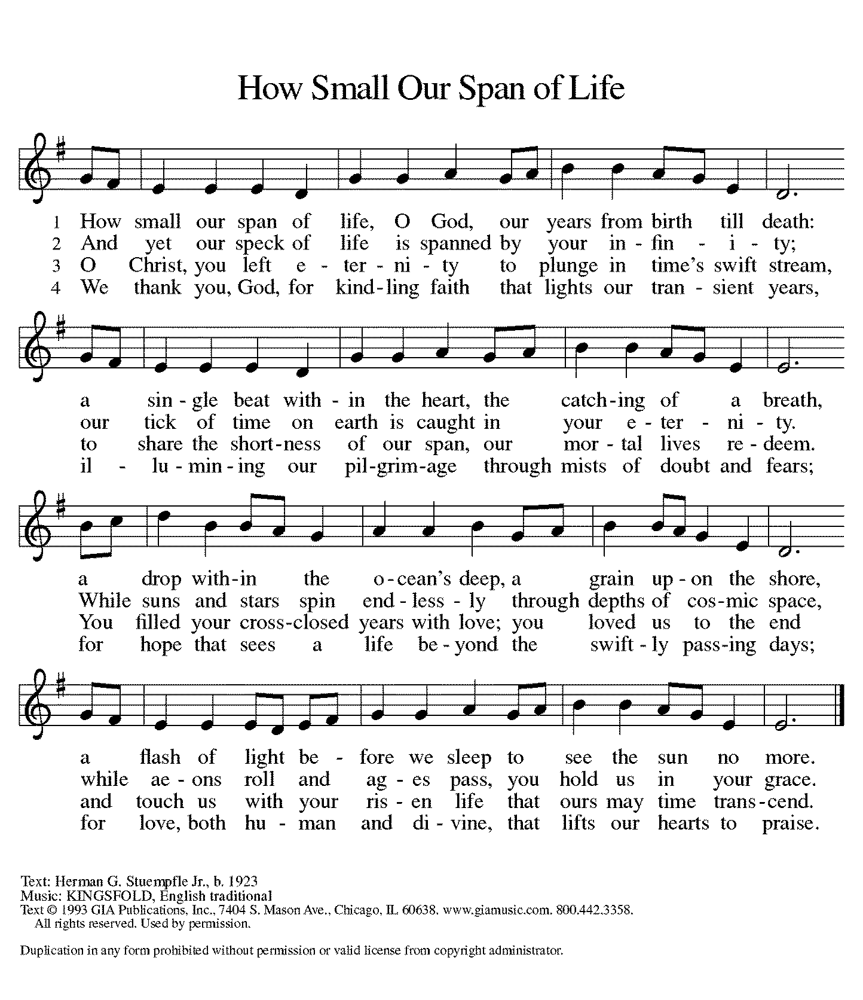 How Small Our Span of Life
1 How small our span of life, O God, our years from birth till death:
2 And yet our speck of life is spanned by your in - fin - i - ty;
3 O Christ, you left e - ter - ni - ty to plunge in time's swift stream,
4 We thank you, God, for kind - ling faith that lights our tran - sient years,
a sin - gle beat with - in the heart, the catch - ing of a breath,
our tick of time on earth is caught in your e - ter - ni - ty.
to share the short - ness of our span, our mor - tal lives re - deem.
il - lu - min - ing our pil - grim - age through mists of doubt and fears;
a drop with - in the o - cean's deep, a grain up - on the shore,
While suns and stars spin end - less - ly through depths of cos - mic space,
You filled your cross - closed years with love; you loved us to the end
for hope that sees a life be - yond the swift - ly pass - ing days;
a flash of light be - fore we sleep to see the sun no more.
while ae - ons roll and ag - es pass, you hold us in your grace.
and touch us with your ris - en life that ours may time trans - cend.
for love, both hu - man and di - vine, that lifts our hearts to praise.
Text: Herman G. Stuempfle Jr., b. 1923
Music: KINGSFOLD, English traditional
Text © 1993 GIA Publications, Inc., 7404 S. Mason Ave., Chicago, IL 60638. www.giamusic.com. 800.442.3358.
All rights reserved. Used by permission.
Duplication in any form prohibited without permission or valid license from copyright administrator.